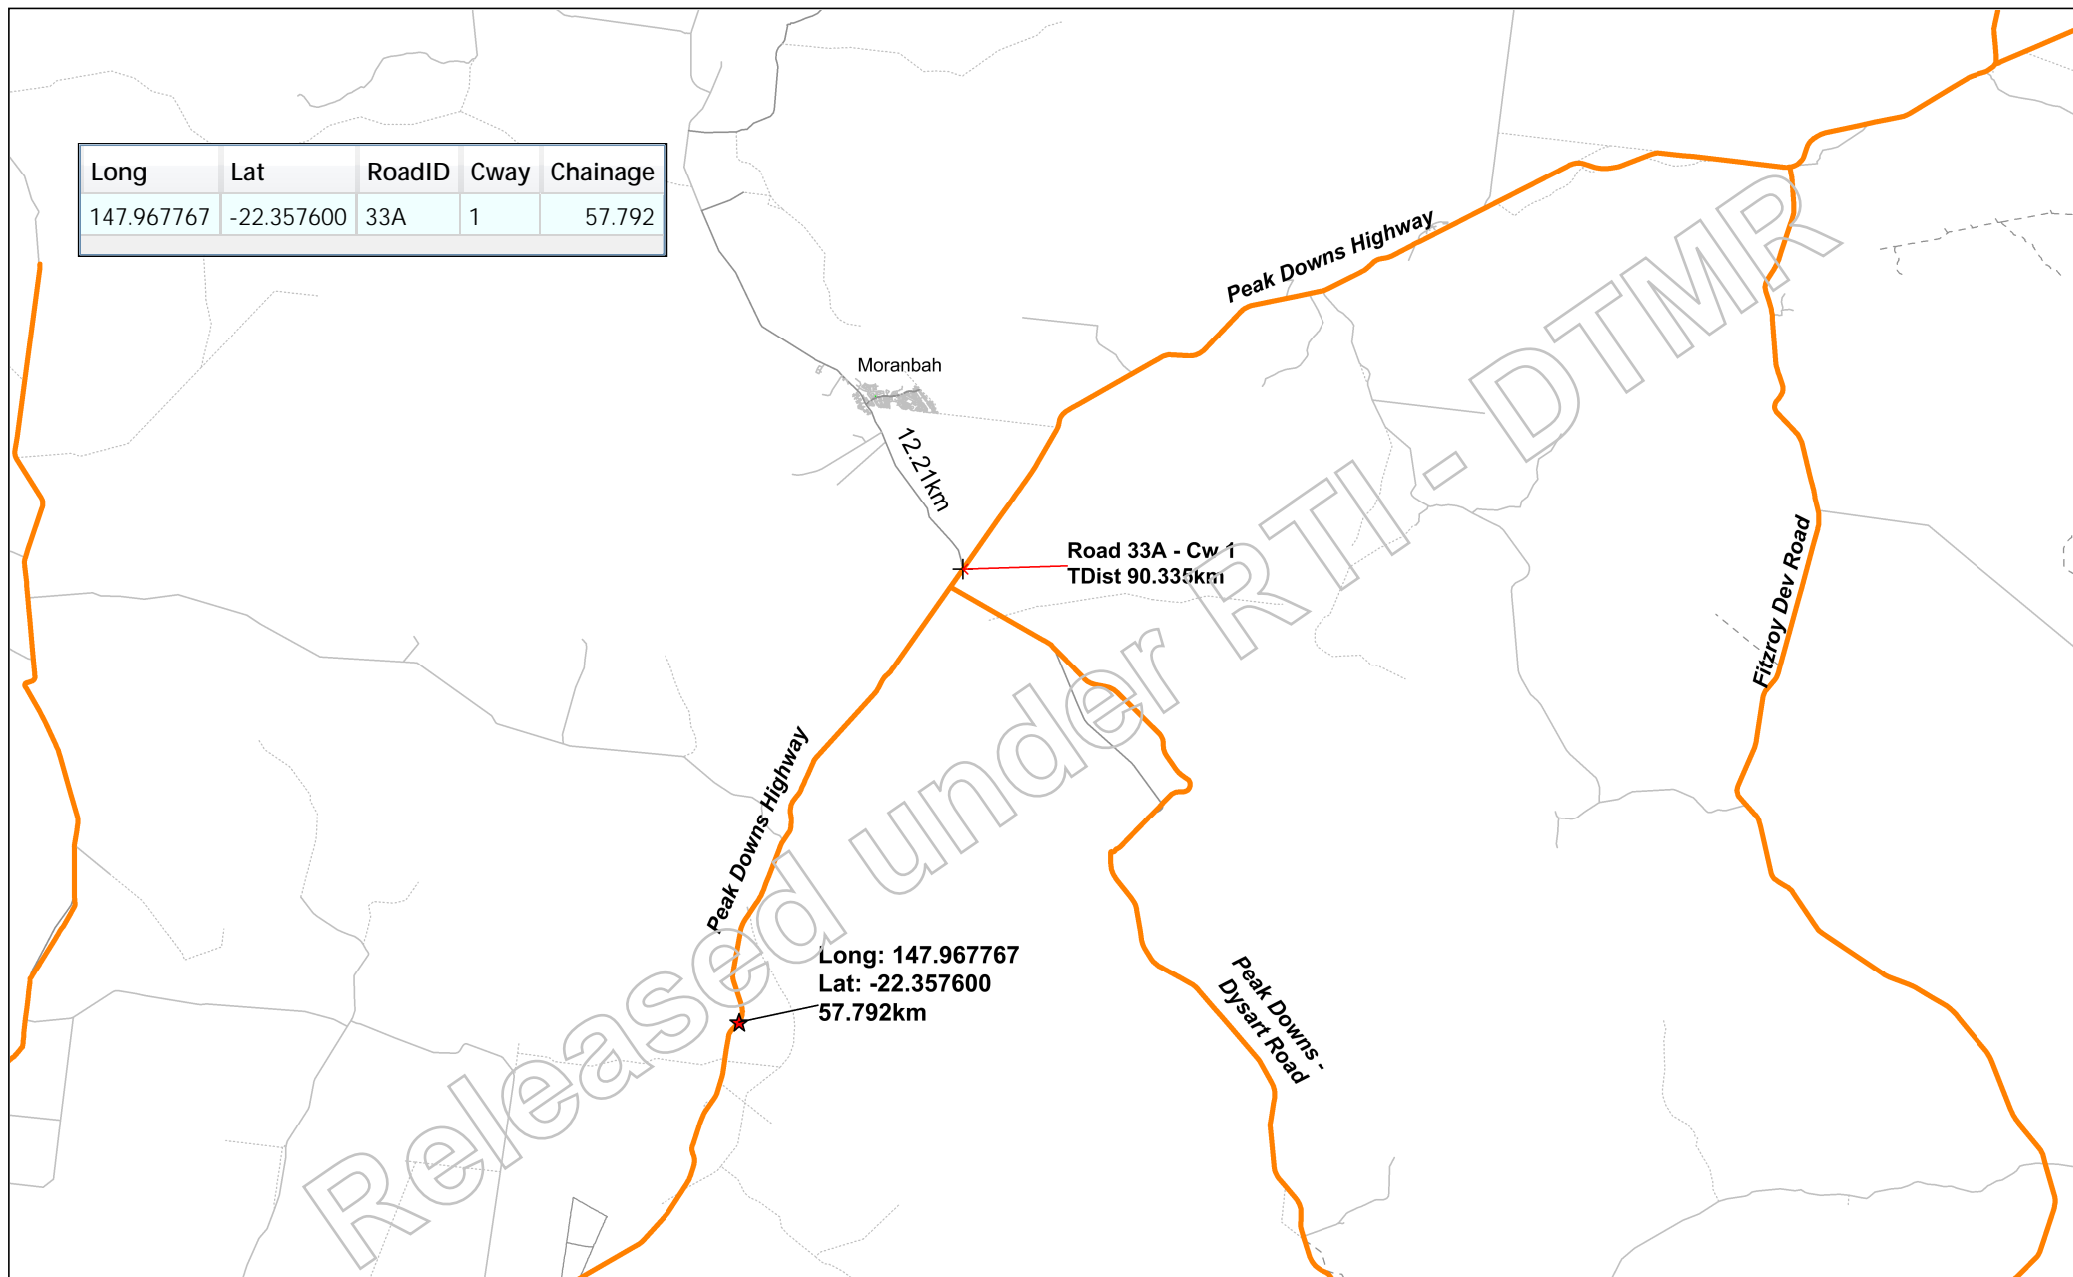 Long Lat RoadID Cway Chainage
147.967767 -22.357600 33A 1 57.792
Peak Downs Highway
Moranbah
12.21km
Road 33A - Cw 1
TDist 90.335km
Fitzroy Dev Road
Peak Downs Highway
Long: 147.967767
Lat: -22.357600
57.792km
Peak Downs -
Dysart Road
Released under RTI - DTMR